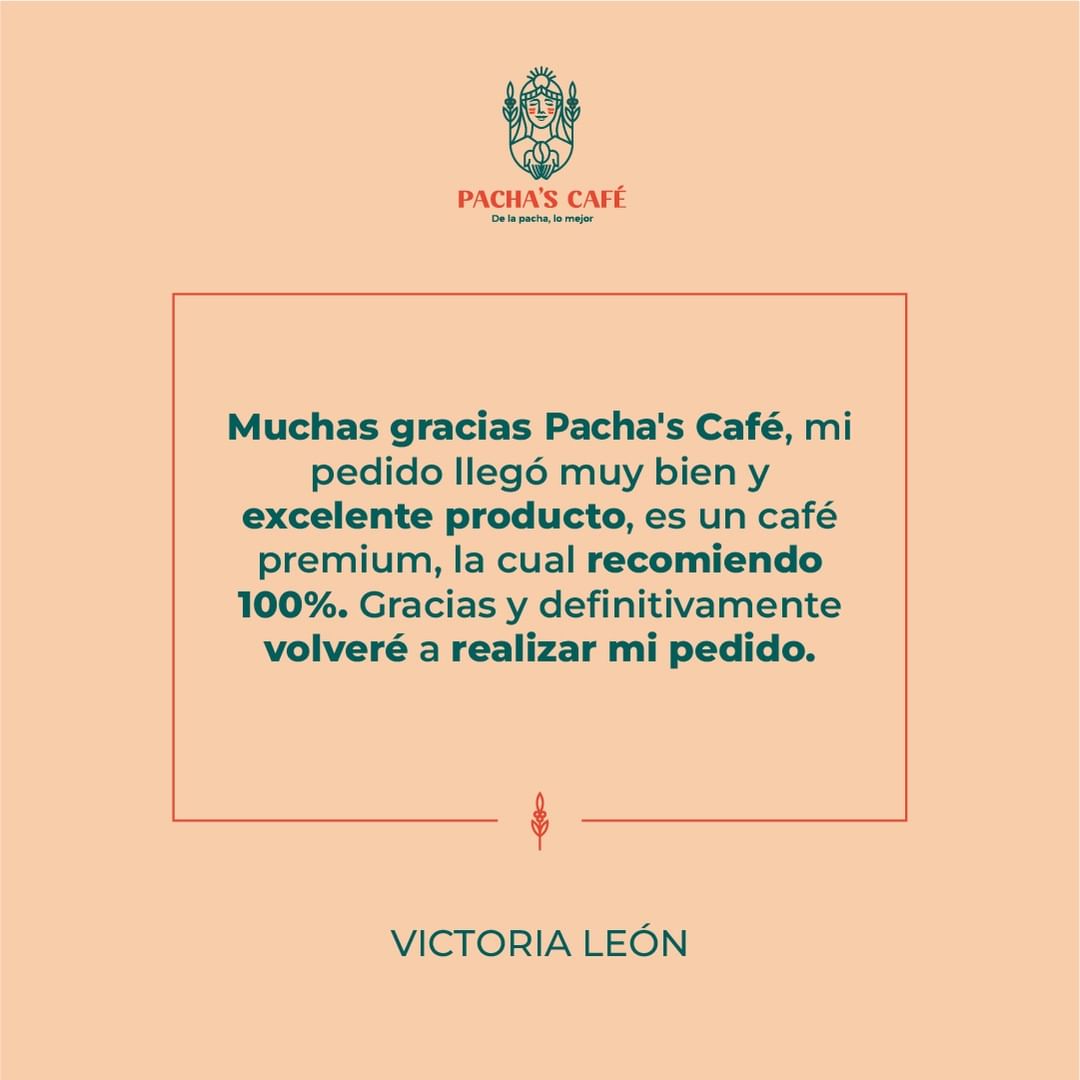 PACHA'S CAFÉ
De la pacha, lo mejor
Muchas gracias Pacha's Café, mi
pedido llegó muy bien y
excelente producto, es un café
premium, la cual recomiendo
100%. Gracias y definitivamente
volveré a realizar mi pedido.
VICTORIA LEÓN